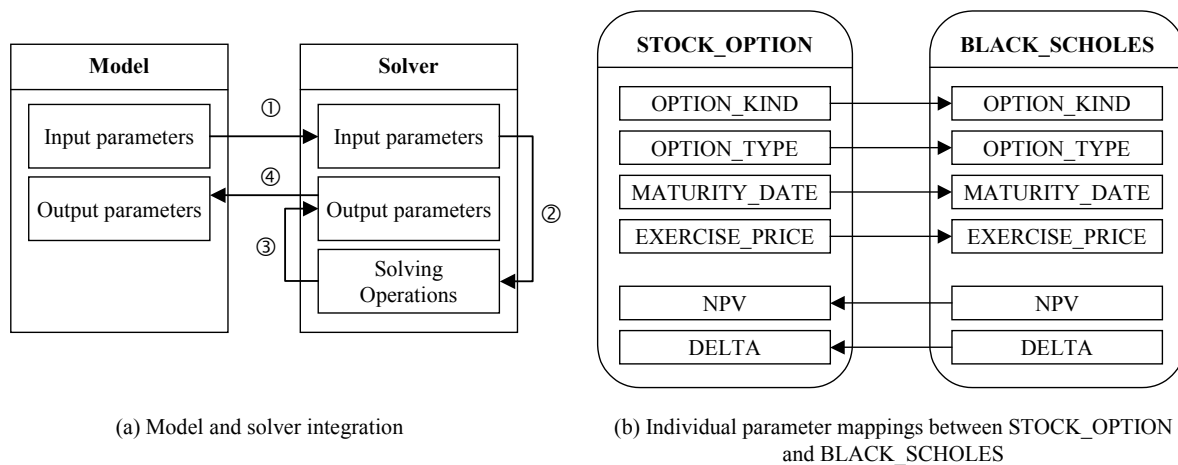 Model
Solver
Input parameters
①
Input parameters
Output parameters
④
Output parameters
②
③
Solving
Operations
(a) Model and solver integration
STOCK_OPTION
BLACK_SCHOLES
OPTION_KIND
OPTION_KIND
OPTION_TYPE
OPTION_TYPE
MATURITY_DATE
MATURITY_DATE
EXERCISE_PRICE
EXERCISE_PRICE
NPV
NPV
DELTA
DELTA
(b) Individual parameter mappings between STOCK_OPTION
and BLACK_SCHOLES